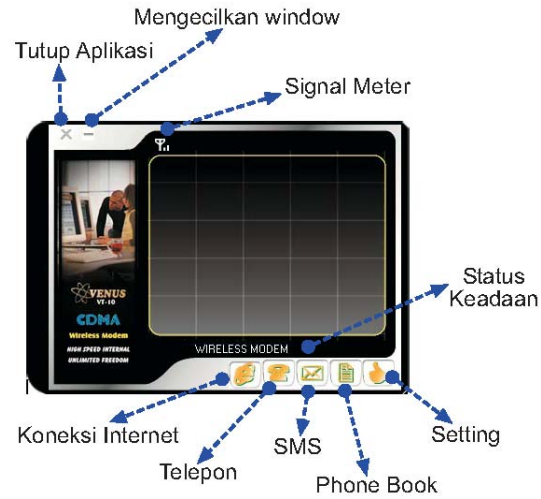 Mengecilkan window
Tutup Aplikasi
Signal Meter
VENUS
VT-10
CDMA
Wireless Modem
HIGH SPEED INTERNAL
UNLIMITED FREEDOM
WIRELESS MODEM
Status
Keadaan
Koneksi Internet
Telepon
SMS
Phone Book
Setting